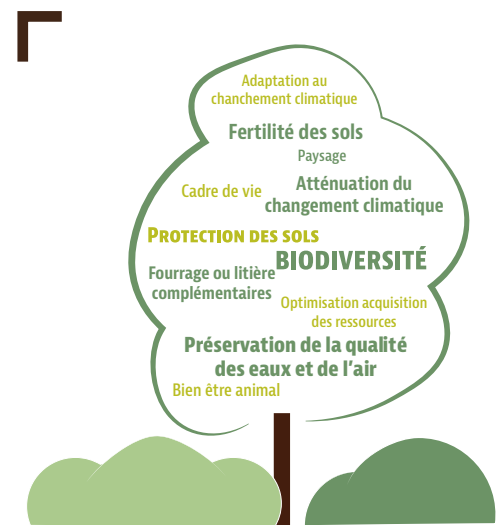 Adaptation au
chanchement climatique
Fertilité des sols
Paysage
Cadre de vie
Atténuation du
changement climatique
PROTECTION DES SOLS
BIODIVERSITÉ
Fourrage ou litière
complémentaires
Optimisation acquisition
des ressources
Préservation de la qualité
des eaux et de l'air
Bien être animal